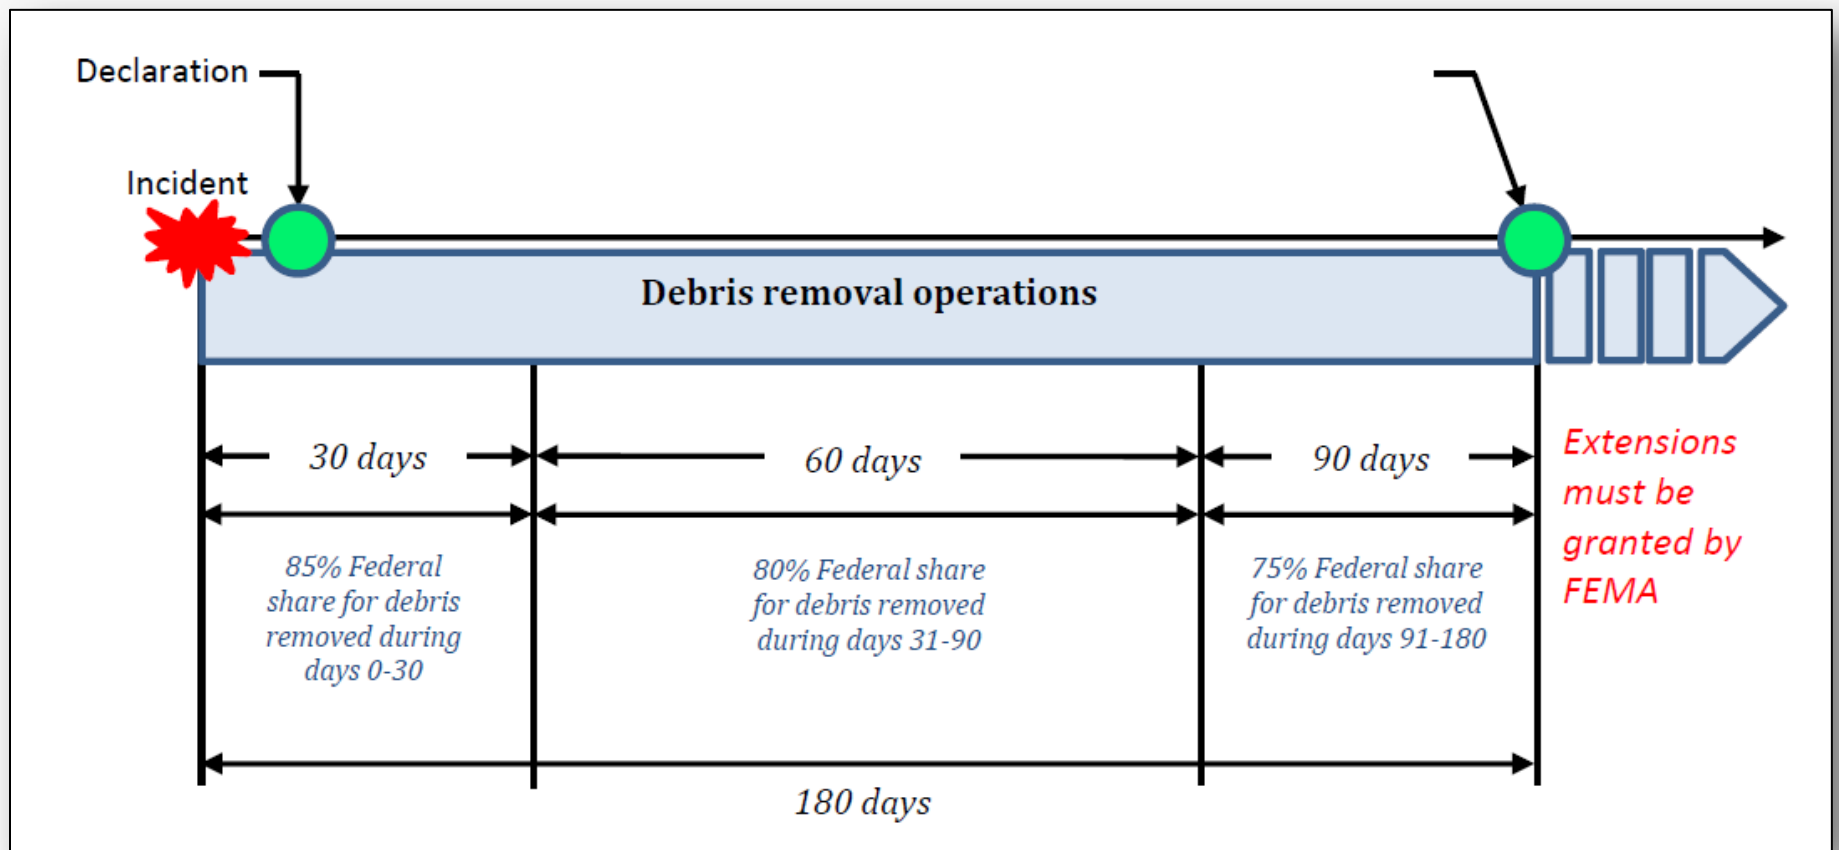 Declaration
Incident
Debris removal operations
30 days
60 days
90 days
Extensions
must be
granted by
FEMA
85% Federal
share for debris
removed during
days 0-30
80% Federal share
for debris removed
during days 31-90
75% Federal share
for debris removed
during days 91-180
180 days